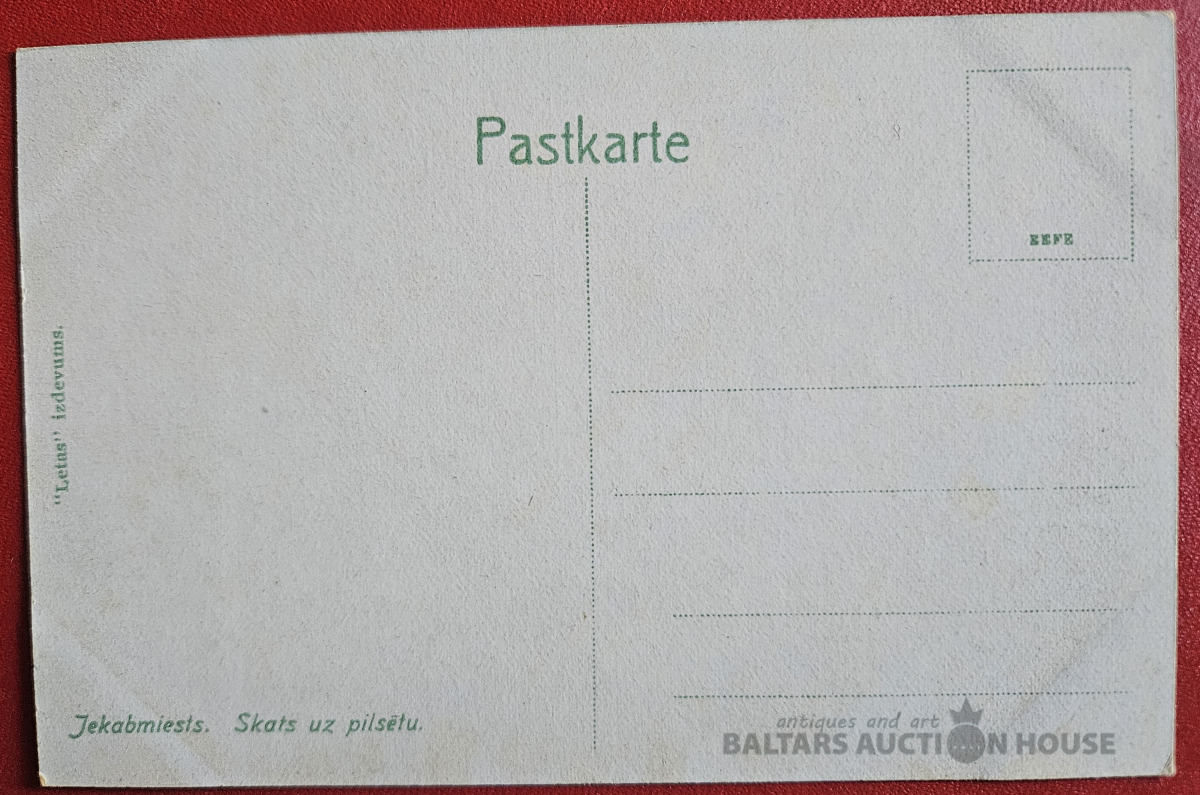 Pastkarte
EEFE
"Letas" izdevums.
Jekabmiests. Skats uz pilsētu.
antiques and art
BALTARS AUCTION HOUSE